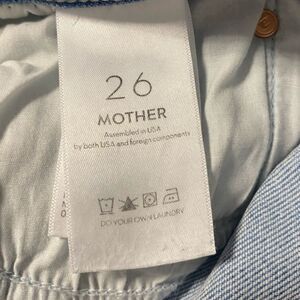 26
MOTHER
Assembled in USA
by both USA and foreign components
DO YOUR OWN LAUNDRY